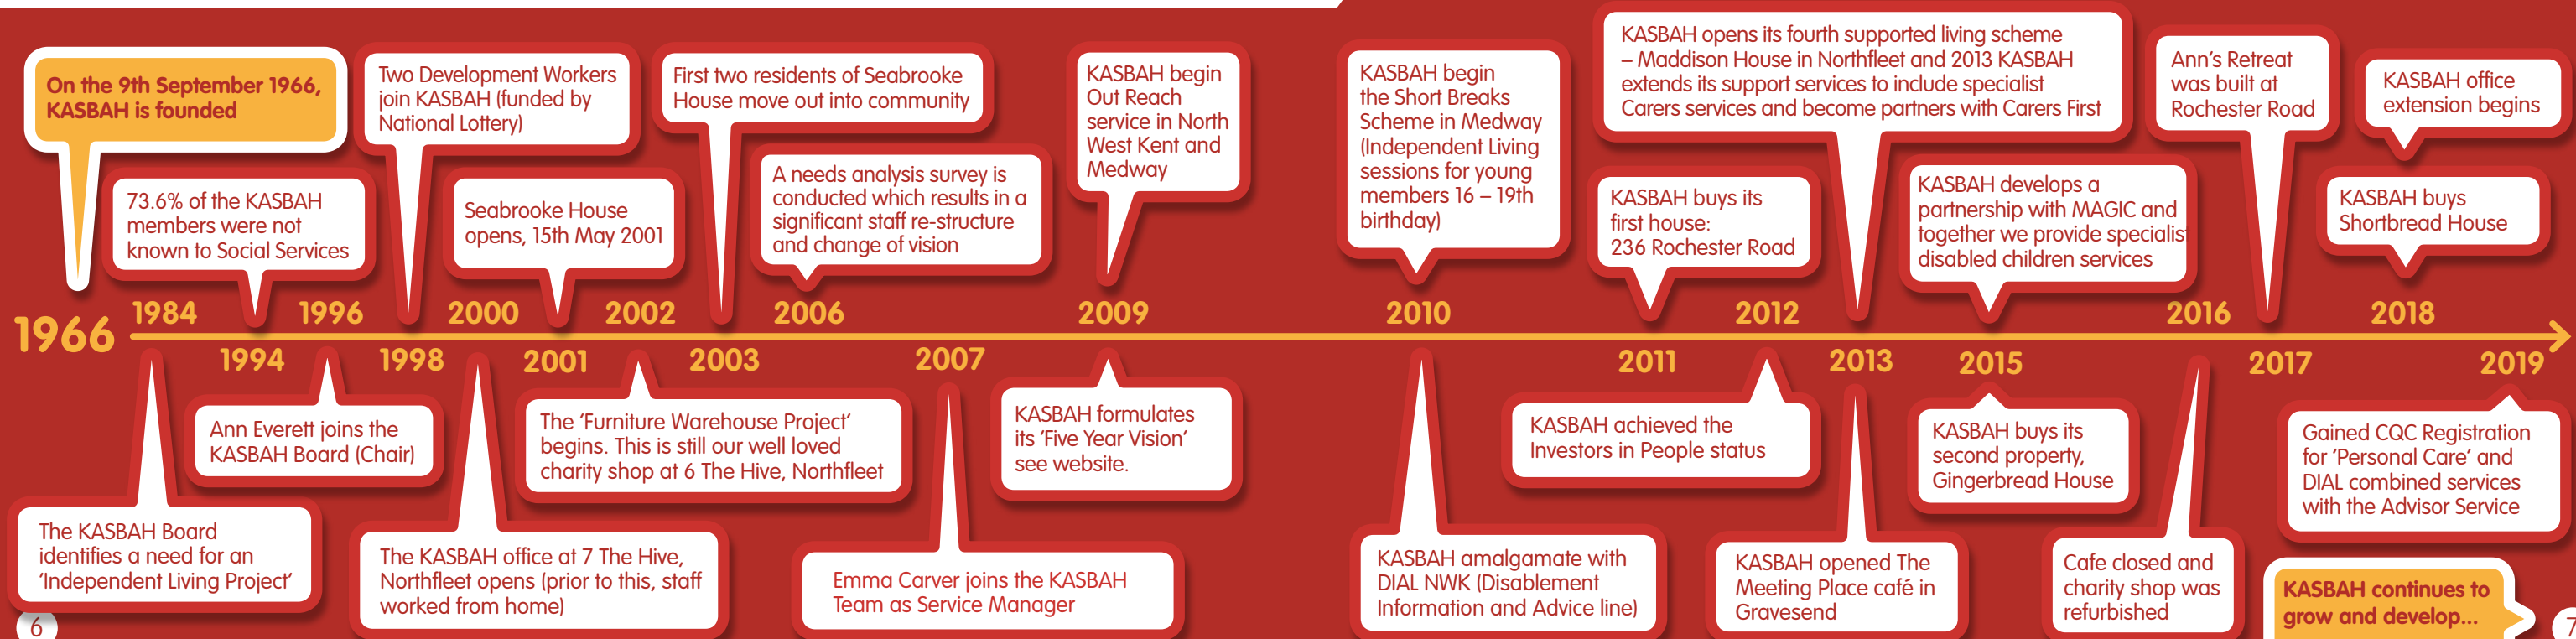 On the 9th September 1966,
KASBAH is founded
Two Development Workers
join KASBAH (funded by
National Lottery)
First two residents of Seabrooke
House move out into community
KASBAH begin
Out Reach
service in North
West Kent and
Medway
KASBAH begin
the Short Breaks
Scheme in Medway
(Independent Living
sessions for young
members 16 – 19th
birthday)
KASBAH opens its fourth supported living scheme
– Maddison House in Northfleet and 2013 KASBAH
extends its support services to include specialist
Carers services and become partners with Carers First
Ann’s Retreat
was built at
Rochester Road
KASBAH office
extension begins
73.6% of the KASBAH
members were not
known to Social Services
Seabrooke House
opens, 15th May 2001
A needs analysis survey is
conducted which results in a
significant staff re-structure
and change of vision
KASBAH buys its
first house:
236 Rochester Road
KASBAH develops a
partnership with MAGIC and
together we provide specialist
disabled children services
KASBAH buys
Shortbread House
1966
1984
1996
2000
2002
2006
2009
2010
2012
2016
2018
1994
1998
2001
2003
2007
2011
2013
2015
2017
2019
Ann Everett joins the
KASBAH Board (Chair)
The ‘Furniture Warehouse Project’
begins. This is still our well loved
charity shop at 6 The Hive, Northfleet
KASBAH formulates
its ‘Five Year Vision’
see website.
KASBAH achieved the
Investors in People status
KASBAH buys its
second property,
Gingerbread House
Gained CQC Registration
for ‘Personal Care’ and
DIAL combined services
with the Advisor Service
The KASBAH Board
identifies a need for an
‘Independent Living Project’
The KASBAH office at 7 The Hive,
Northfleet opens (prior to this, staff
worked from home)
Emma Carver joins the KASBAH
Team as Service Manager
KASBAH amalgamate with
DIAL NWK (Disablement
Information and Advice line)
KASBAH opened The
Meeting Place café in
Gravesend
Cafe closed and
charity shop was
refurbished
KASBAH continues to
grow and develop...
6
7